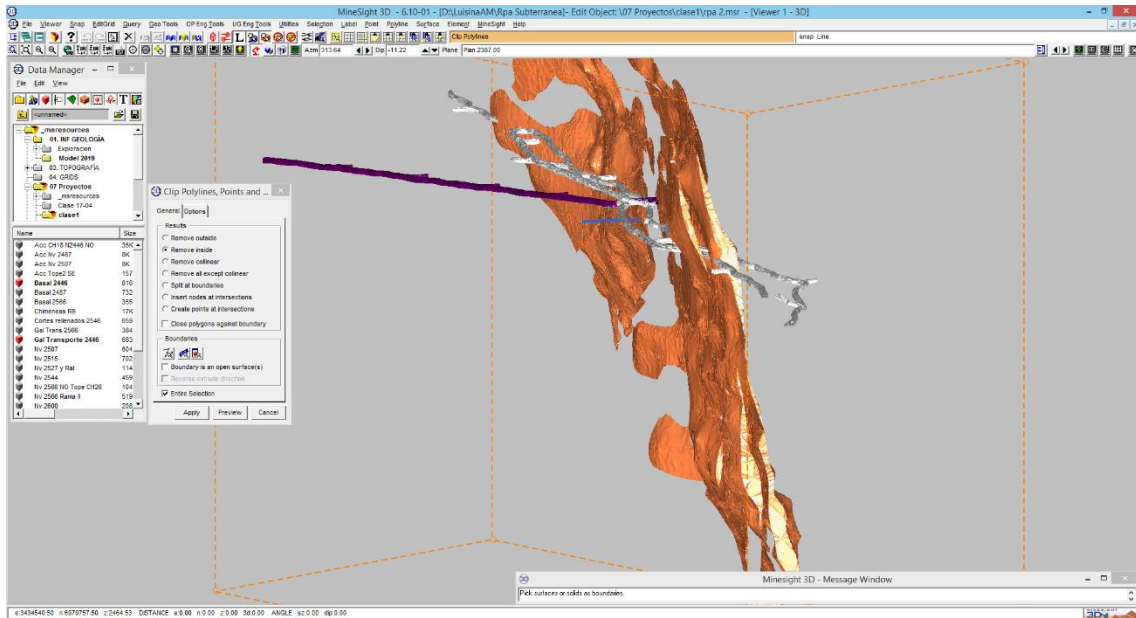 MineSight 3D - 6.10-01 - [D:\LuisinaAM\Rpa Subterranea]- Edit Object: \07 Proyectos\clase1\rpa 2.msr - [Viewer 1 - 3D]
File Viewer Snap EditGrid Query Geo Tools OP Eng Tools UG Eng Tools Utilities Selection Label Point Polyline Surface Element MineSight Help
Clip Polylines
snap: Line
Azm 313.64 Dip -11.22 Plane Plan 2387.00
Data Manager
File Edit View
<unnamed>
_msresources
01. INF GEOLOGÍA
Exploracion
Model 2019
03. TOPOGRAFÍA
04. GRIDS
07 Proyectos
_msresources
Clase 17-04
clase1
Name Size
Acc CH18 N2446 NO 35K
Acc Nv 2487 8K
Acc Nv 2507 8K
Acc Tope2 SE 157
Basal 2446 816
Basal 2487 732
Basal 2566 355
Chimeneas RB 17K
Cortes rellenados 2546 659
Gal Trans 2566 384
Gal Transporte 2446 683
Nv 2507 604
Nv 2515 702
Nv 2527 y Ral 114
Nv 2544 459
Nv 2566 NO Tope CH28 104
Nv 2566 Rama II 519
Nv 2600 208
Clip Polylines, Points and ...
General Options
Results
Remove outside
Remove inside
Remove collinear
Remove all except colinear
Split at boundaries
Insert nodes at intersections
Create points at intersections
Close polygons against boundary
Boundaries
Boundary is an open surface(s)
Reverse extrude direction
Entire Selection
Apply Preview Cancel
Minesight 3D - Message Window
Pick surfaces or solids as boundaries.
e:3434540.50 n:6978757.50 z:2464.53 DISTANCE e:0.00 n:0.00 z:0.00 3d:0.00 ANGLE az:0.00 dip:0.00